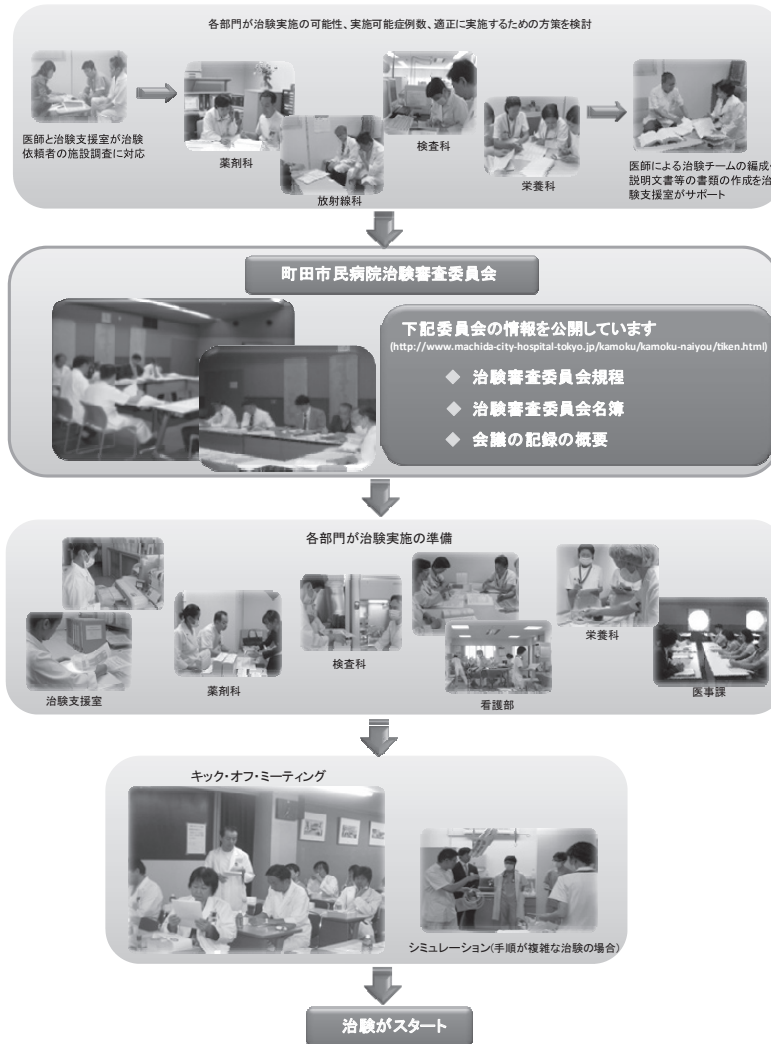 各部門が治験実施の可能性、実施可能症例数、適正に実施するための方策を検討
医師と治験支援室が治験
依頼者の施設調査に対応
薬剤科
放射線科
検査科
栄養科
医師による治験チームの編成・
説明文書等の書類の作成を治
験支援室がサポート
町田市民病院治験審査委員会
下記委員会の情報を公開しています
(http://www.machida-city-hospital-tokyo.jp/kamoku/kamoku-naiyou/tiken.html)
◆ 治験審査委員会規程
◆ 治験審査委員会名簿
◆ 会議の記録の概要
各部門が治験実施の準備
治験支援室
薬剤科
検査科
看護部
栄養科
医事課
キック・オフ・ミーティング
シミュレーション(手順が複雑な治験の場合)
治験がスタート